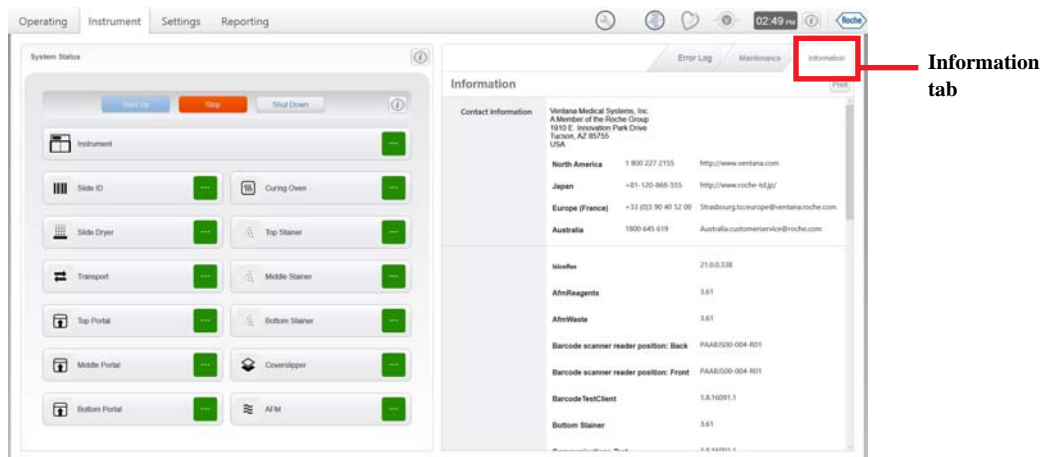 Operating Instrument Settings Reporting
02:49 PM
Roche
System Status
Error Log Maintenance Information
Information
tab
Information
Print
Start Up Stop Shut Down
Instrument
Slide ID
Curing Oven
Slide Dryer
Top Stainer
Transport
Middle Stainer
Top Portal
Bottom Stainer
Middle Portal
Coverslipper
Bottom Portal
AFM
Contact Information
Ventana Medical Systems, Inc.
A Member of the Roche Group
1910 E. Innovation Park Drive
Tucson, AZ 85755
USA
North America 1 800 227 2155 http://www.ventana.com
Japan +81-120-868-555 http://www.roche-td.jp/
Europe (France) +33 (0)3 90 40 52 00 Strasbourg.tcceurope@ventana.roche.com
Australia 1800 645 619 Australia.customerservice@roche.com
21.0.0.338
AfmReagents 3.61
AfmWaste 3.61
Barcode scanner reader position: Back PAABJS00-004-R01
Barcode scanner reader position: Front PAABJS00-004-R01
BarcodeTestClient 1.8.16091.1
Bottom Stainer 3.61